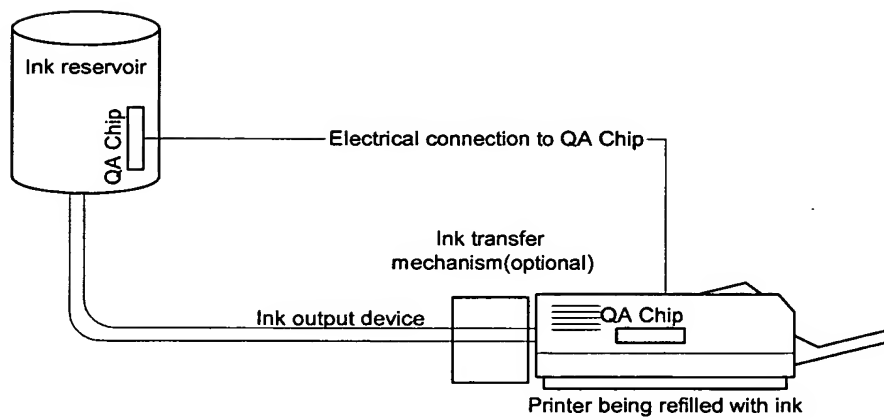 Ink reservoir
QA Chip
Electrical connection to QA Chip
Ink transfer
mechanism(optional)
Ink output device
QA Chip
Printer being refilled with ink